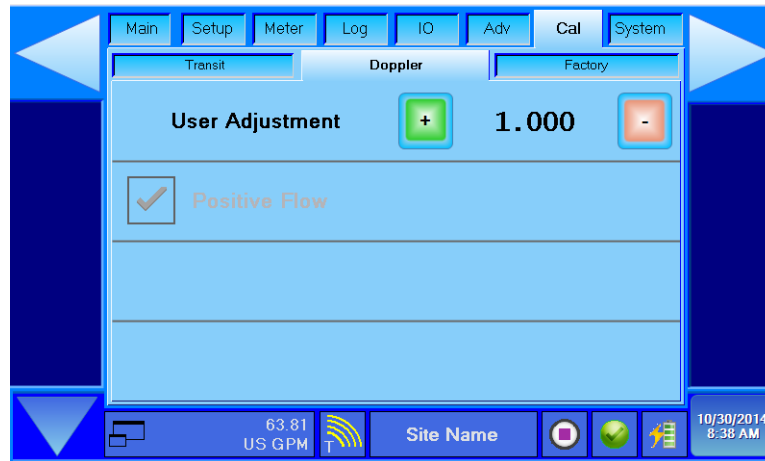 Main Setup Meter Log IO Adv Cal System
Transit Doppler Factory
User Adjustment + 1.000 -
Positive Flow
63.81
US GPM T Site Name
10/30/2014
8:38 AM